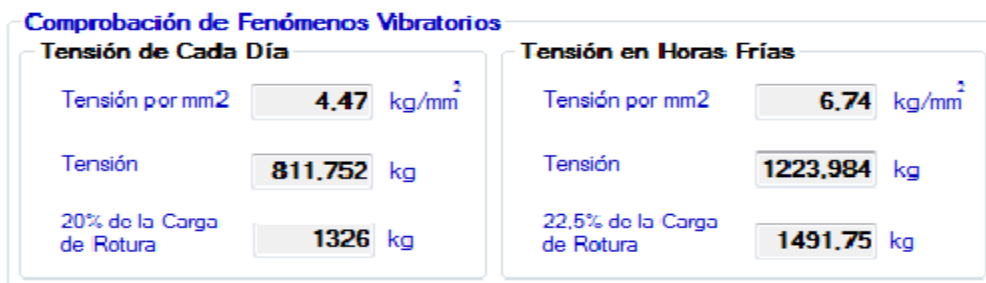 Comprobación de Fenómenos Vibratorios
Tensión de Cada Día
Tensión por mm2 4.47 kg/mm2
Tensión 811.752 kg
20% de la Carga
de Rotura 1326 kg
Tensión en Horas Frías
Tensión por mm2 6.74 kg/mm2
Tensión 1223.984 kg
22,5% de la Carga
de Rotura 1491.75 kg